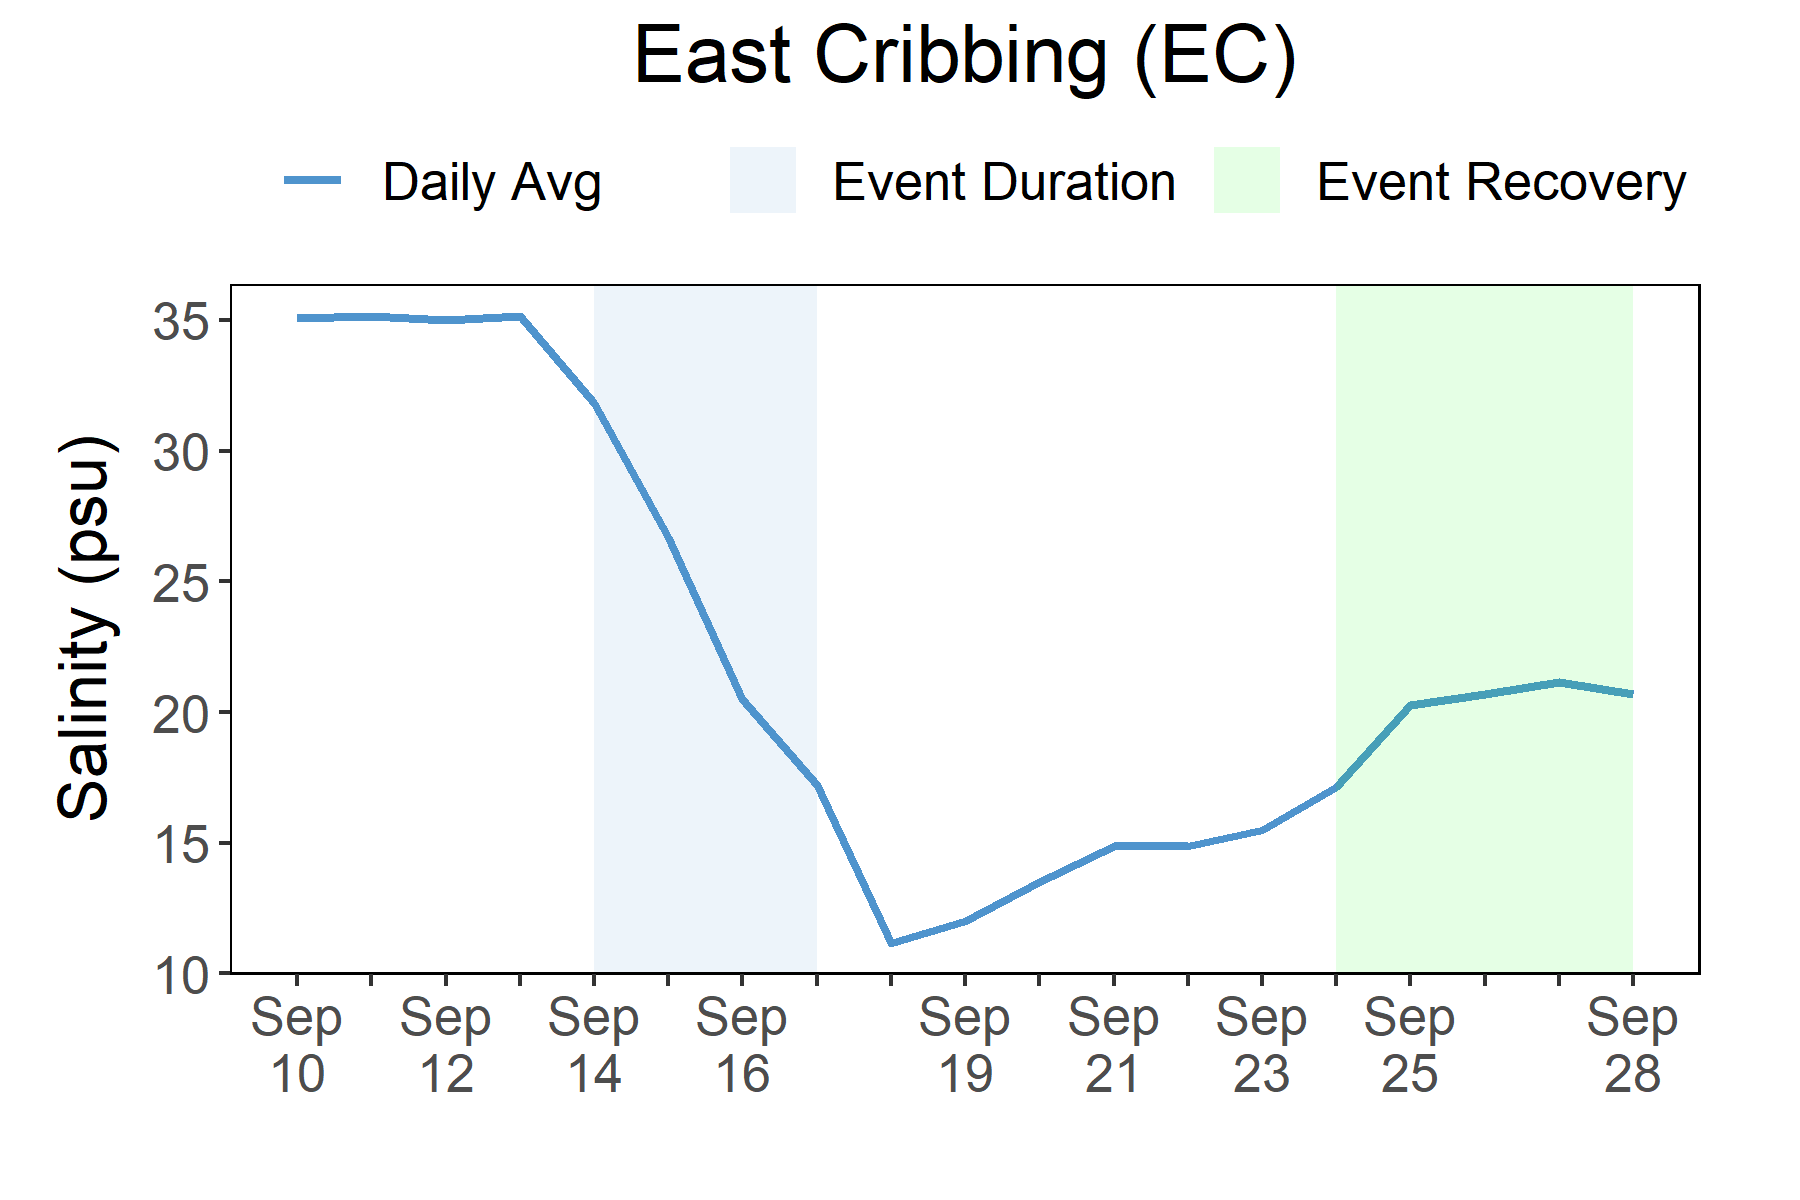 East Cribbing (EC)
Daily Avg
Event Duration
Event Recovery
Salinity (psu)
35
30
25
20
15
10
Sep 10
Sep 12
Sep 14
Sep 16
Sep 19
Sep 21
Sep 23
Sep 25
Sep 28